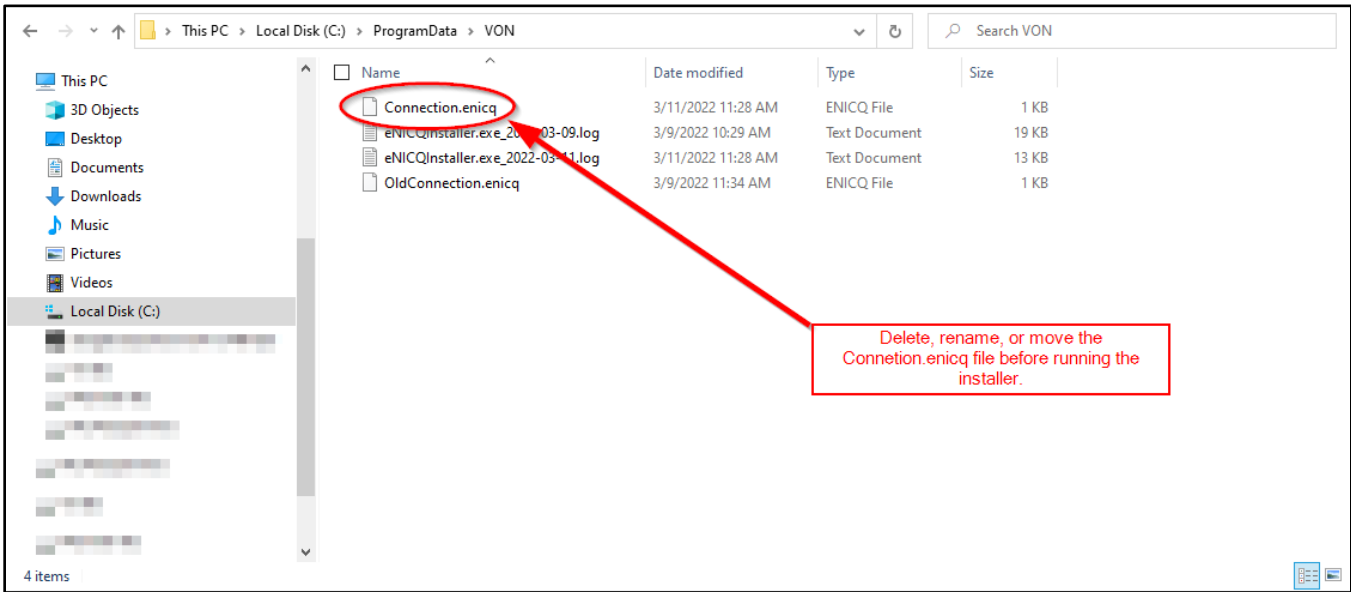 This PC > Local Disk (C:) > ProgramData > VON
Search VON
Name Date modified Type Size
Connection.enicq 3/11/2022 11:28 AM ENICQ File 1 KB
eNICQInstaller.exe_2022-03-09.log 3/9/2022 10:29 AM Text Document 19 KB
eNICQInstaller.exe_2022-03-11.log 3/11/2022 11:28 AM Text Document 13 KB
OldConnection.enicq 3/9/2022 11:34 AM ENICQ File 1 KB
This PC
3D Objects
Desktop
Documents
Downloads
Music
Pictures
Videos
Local Disk (C:)
Delete, rename, or move the
Connetion.enicq file before running the
installer.
4 items